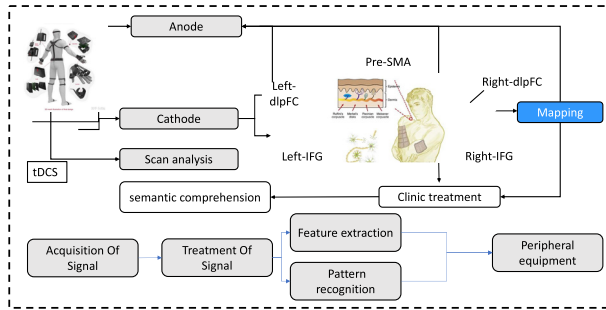 Anode
Pre-SMA
Left-
dlpFC
Right-dlpFC
Cathode
Mapping
Scan analysis
Left-IFG
Right-IFG
tDCS
semantic comprehension
Clinic treatment
Acquisition Of
Signal
Treatment Of
Signal
Feature extraction
Pattern
recognition
Peripheral
equipment